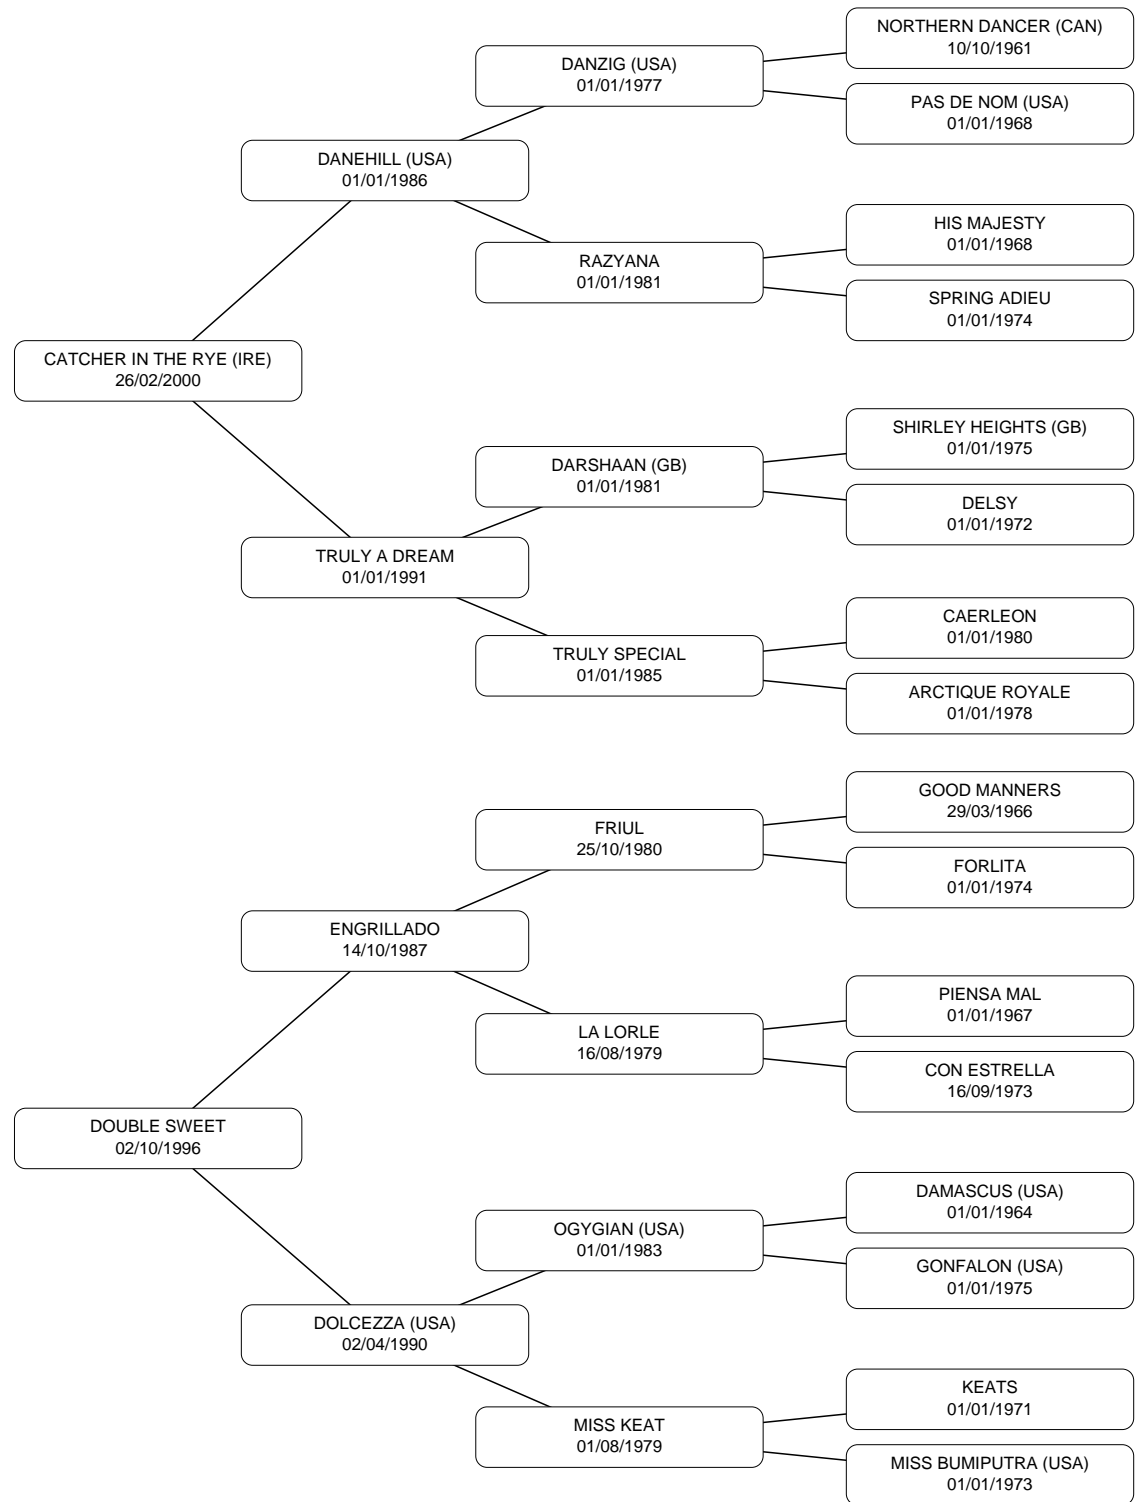 NORTHERN DANCER (CAN)
10/10/1961
DANZIG (USA)
01/01/1977
PAS DE NOM (USA)
01/01/1968
DANEHILL (USA)
01/01/1986
HIS MAJESTY
01/01/1968
RAZYANA
01/01/1981
SPRING ADIEU
01/01/1974
CATCHER IN THE RYE (IRE)
26/02/2000
SHIRLEY HEIGHTS (GB)
01/01/1975
DARSHAAN (GB)
01/01/1981
DELSY
01/01/1972
TRULY A DREAM
01/01/1991
CAERLEON
01/01/1980
TRULY SPECIAL
01/01/1985
ARCTIQUE ROYALE
01/01/1978
GOOD MANNERS
29/03/1966
FRIUL
25/10/1980
FORLITA
01/01/1974
ENGRILLADO
14/10/1987
PIENSA MAL
01/01/1967
LA LORLE
16/08/1979
CON ESTRELLA
16/09/1973
DOUBLE SWEET
02/10/1996
DAMASCUS (USA)
01/01/1964
OGYGIAN (USA)
01/01/1983
GONFALON (USA)
01/01/1975
DOLCEZZA (USA)
02/04/1990
KEATS
01/01/1971
MISS KEAT
01/08/1979
MISS BUMIPUTRA (USA)
01/01/1973